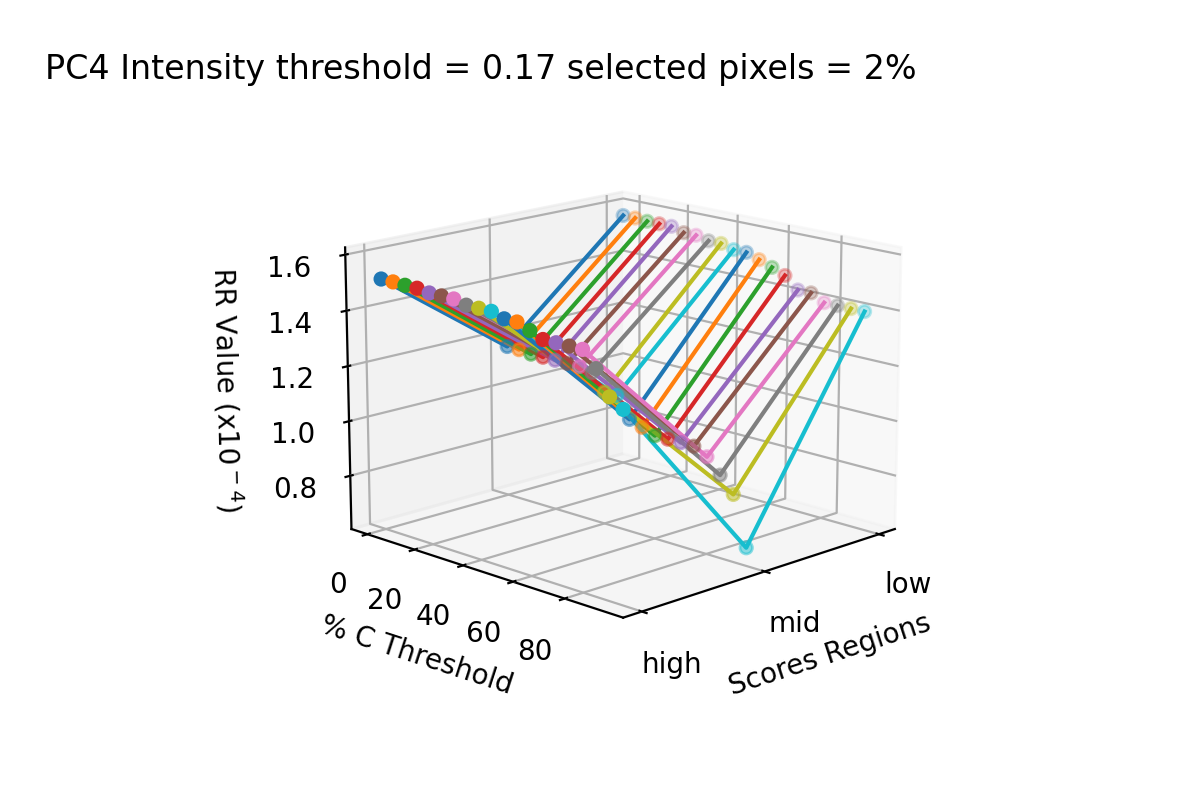 PC4 Intensity threshold = 0.17 selected pixels = 2%
1.6
1.4
1.2
1.0
0.8
RR Value (x10⁻⁴)
0
20
40
60
80
% C Threshold
high
mid
low
Scores Regions